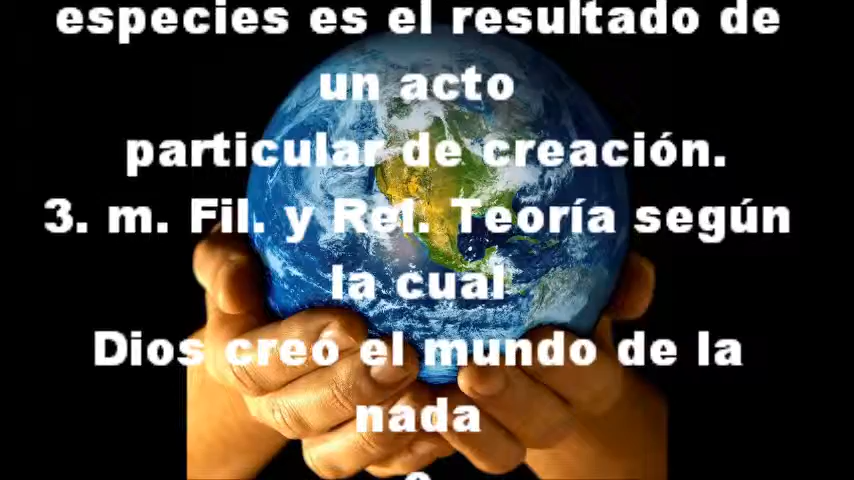 especies es el resultado de
un acto
particular de creación.
3. m. Fil. y Rel. Teoría según
la cual
Dios creó el mundo de la
nada